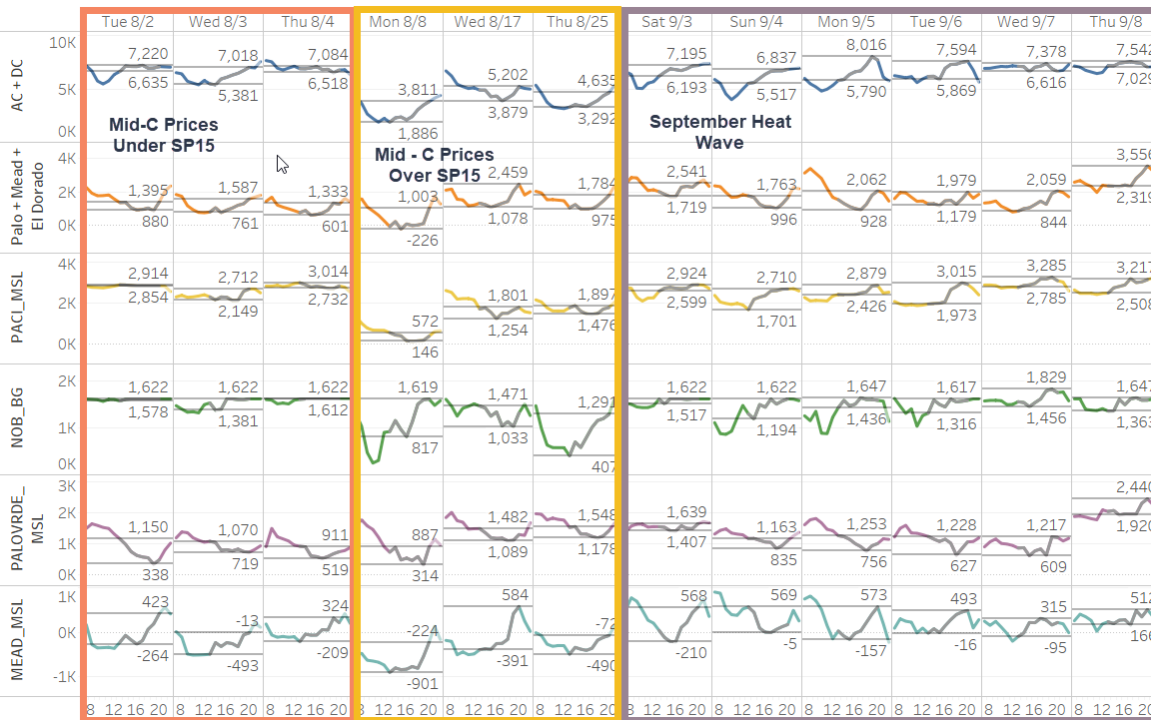 Tue 8/2 Wed 8/3 Thu 8/4 Mon 8/8 Wed 8/17 Thu 8/25 Sat 9/3 Sun 9/4 Mon 9/5 Tue 9/6 Wed 9/7 Thu 9/8
AC + DC
10K
5K
0K
7,220 7,018 7,084 3,811 5,202 4,635 7,195 6,837 8,016 7,594 7,378 7,542
6,635 5,381 6,518 1,886 3,879 3,292 6,193 5,517 5,790 5,869 6,616 7,029
Mid-C Prices
Under SP15
Mid - C Prices
Over SP15
September Heat
Wave
Palo + Mead +
El Dorado
4K
2K
0K
1,395 1,587 1,333 1,003 2,459 1,784 2,541 1,763 2,062 1,979 2,059 3,556
880 761 601 -226 1,078 975 1,719 996 928 1,179 844 2,319
PACI_MSL
4K
2K
0K
2,914 2,712 3,014 572 1,801 1,897 2,924 2,710 2,879 3,015 3,285 3,217
2,854 2,149 2,732 146 1,254 1,476 2,599 1,701 2,426 1,973 2,785 2,508
NOB_BG
2K
1K
0K
1,622 1,622 1,622 1,619 1,471 1,291 1,622 1,622 1,647 1,617 1,829 1,647
1,578 1,381 1,612 817 1,033 407 1,517 1,194 1,436 1,316 1,456 1,363
PALOVRDE_
MSL
3K
2K
1K
0K
1,150 1,070 911 887 1,482 1,548 1,639 1,163 1,253 1,228 1,217 2,440
338 719 519 314 1,089 1,178 1,407 835 756 627 609 1920
MEAD_MSL
1K
0K
-1K
423 -13 324 -224 584 -72 568 569 573 493 315 512
-264 -493 -209 -901 -391 -490 -210 -5 -157 -16 -95 166
8 12 16 20 8 12 16 20 8 12 16 20 8 12 16 20 8 12 16 20 8 12 16 20 8 12 16 20 8 12 16 20 8 12 16 20 8 12 16 20 8 12 16 20 8 12 16 20